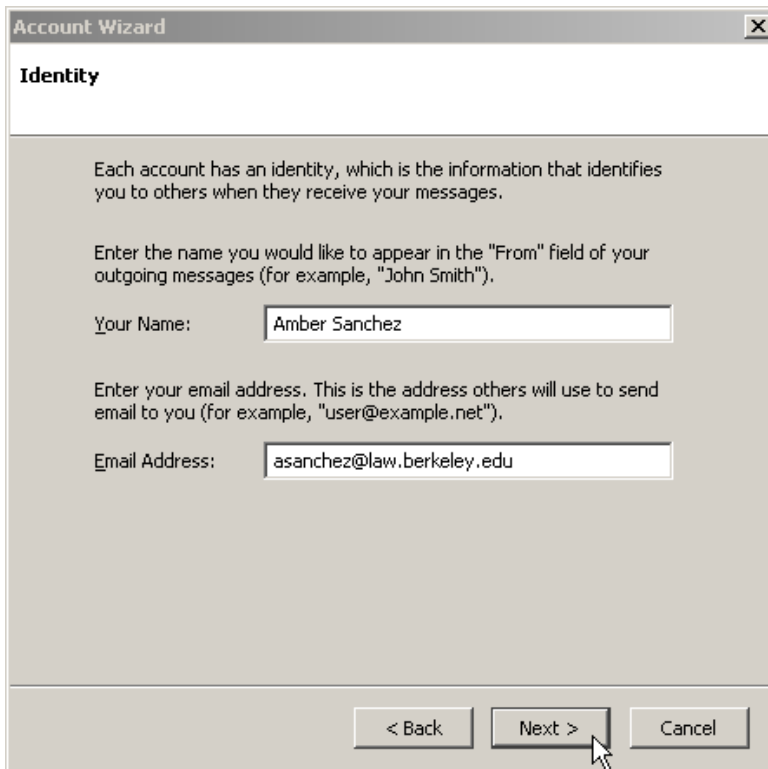 Account Wizard
Identity
Each account has an identity, which is the information that identifies
you to others when they receive your messages.
Enter the name you would like to appear in the "From" field of your
outgoing messages (for example, "John Smith").
Your Name: Amber Sanchez
Enter your email address. This is the address others will use to send
email to you (for example, "user@example.net").
Email Address: asanchez@law.berkeley.edu
< Back Next > Cancel